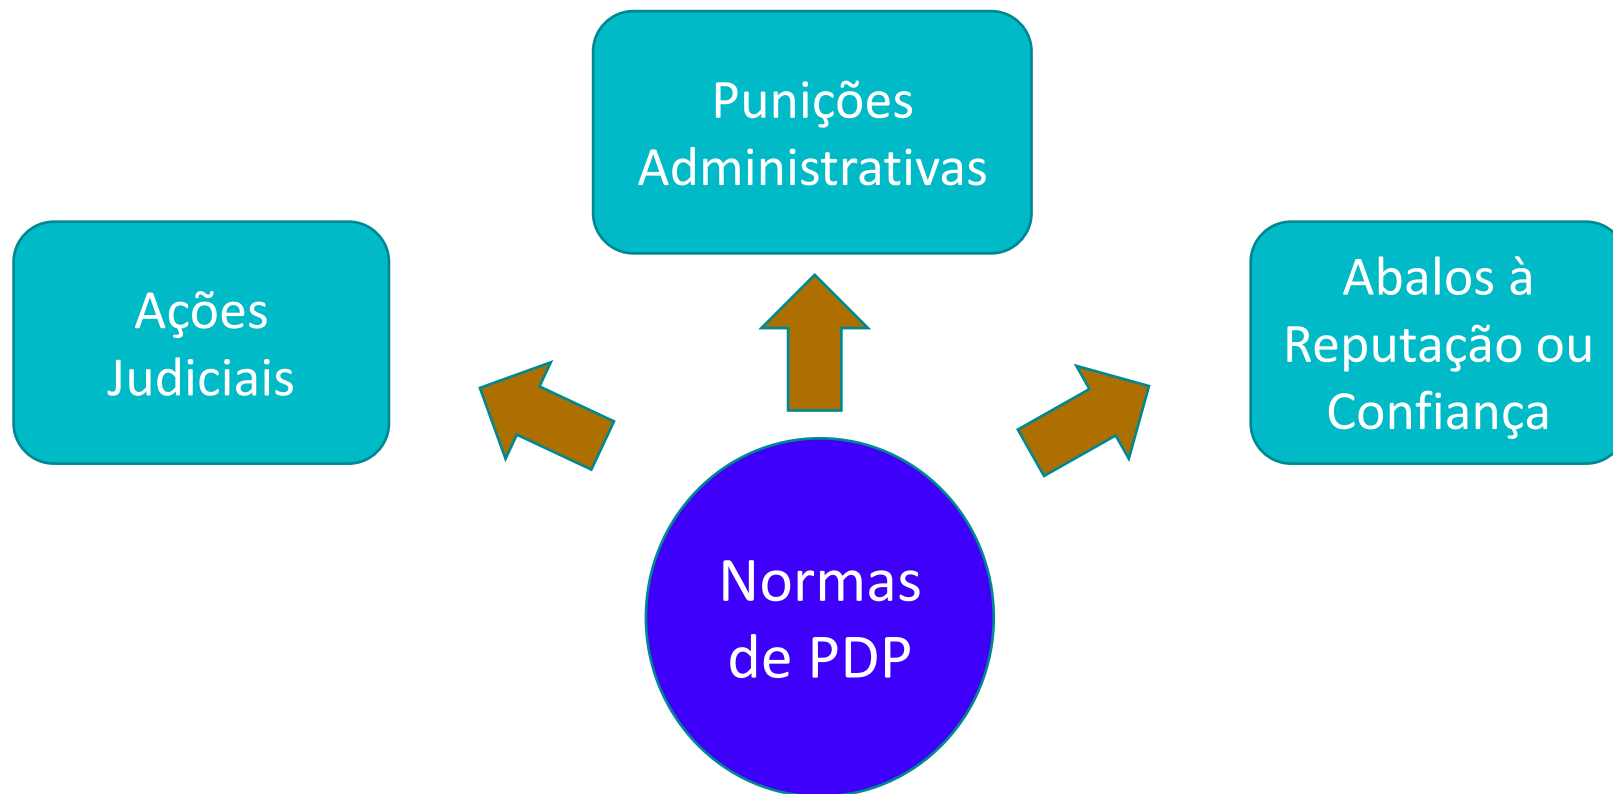 Punições
Administrativas
Ações
Judiciais
Abalos à
Reputação ou
Confiança
Normas
de PDP